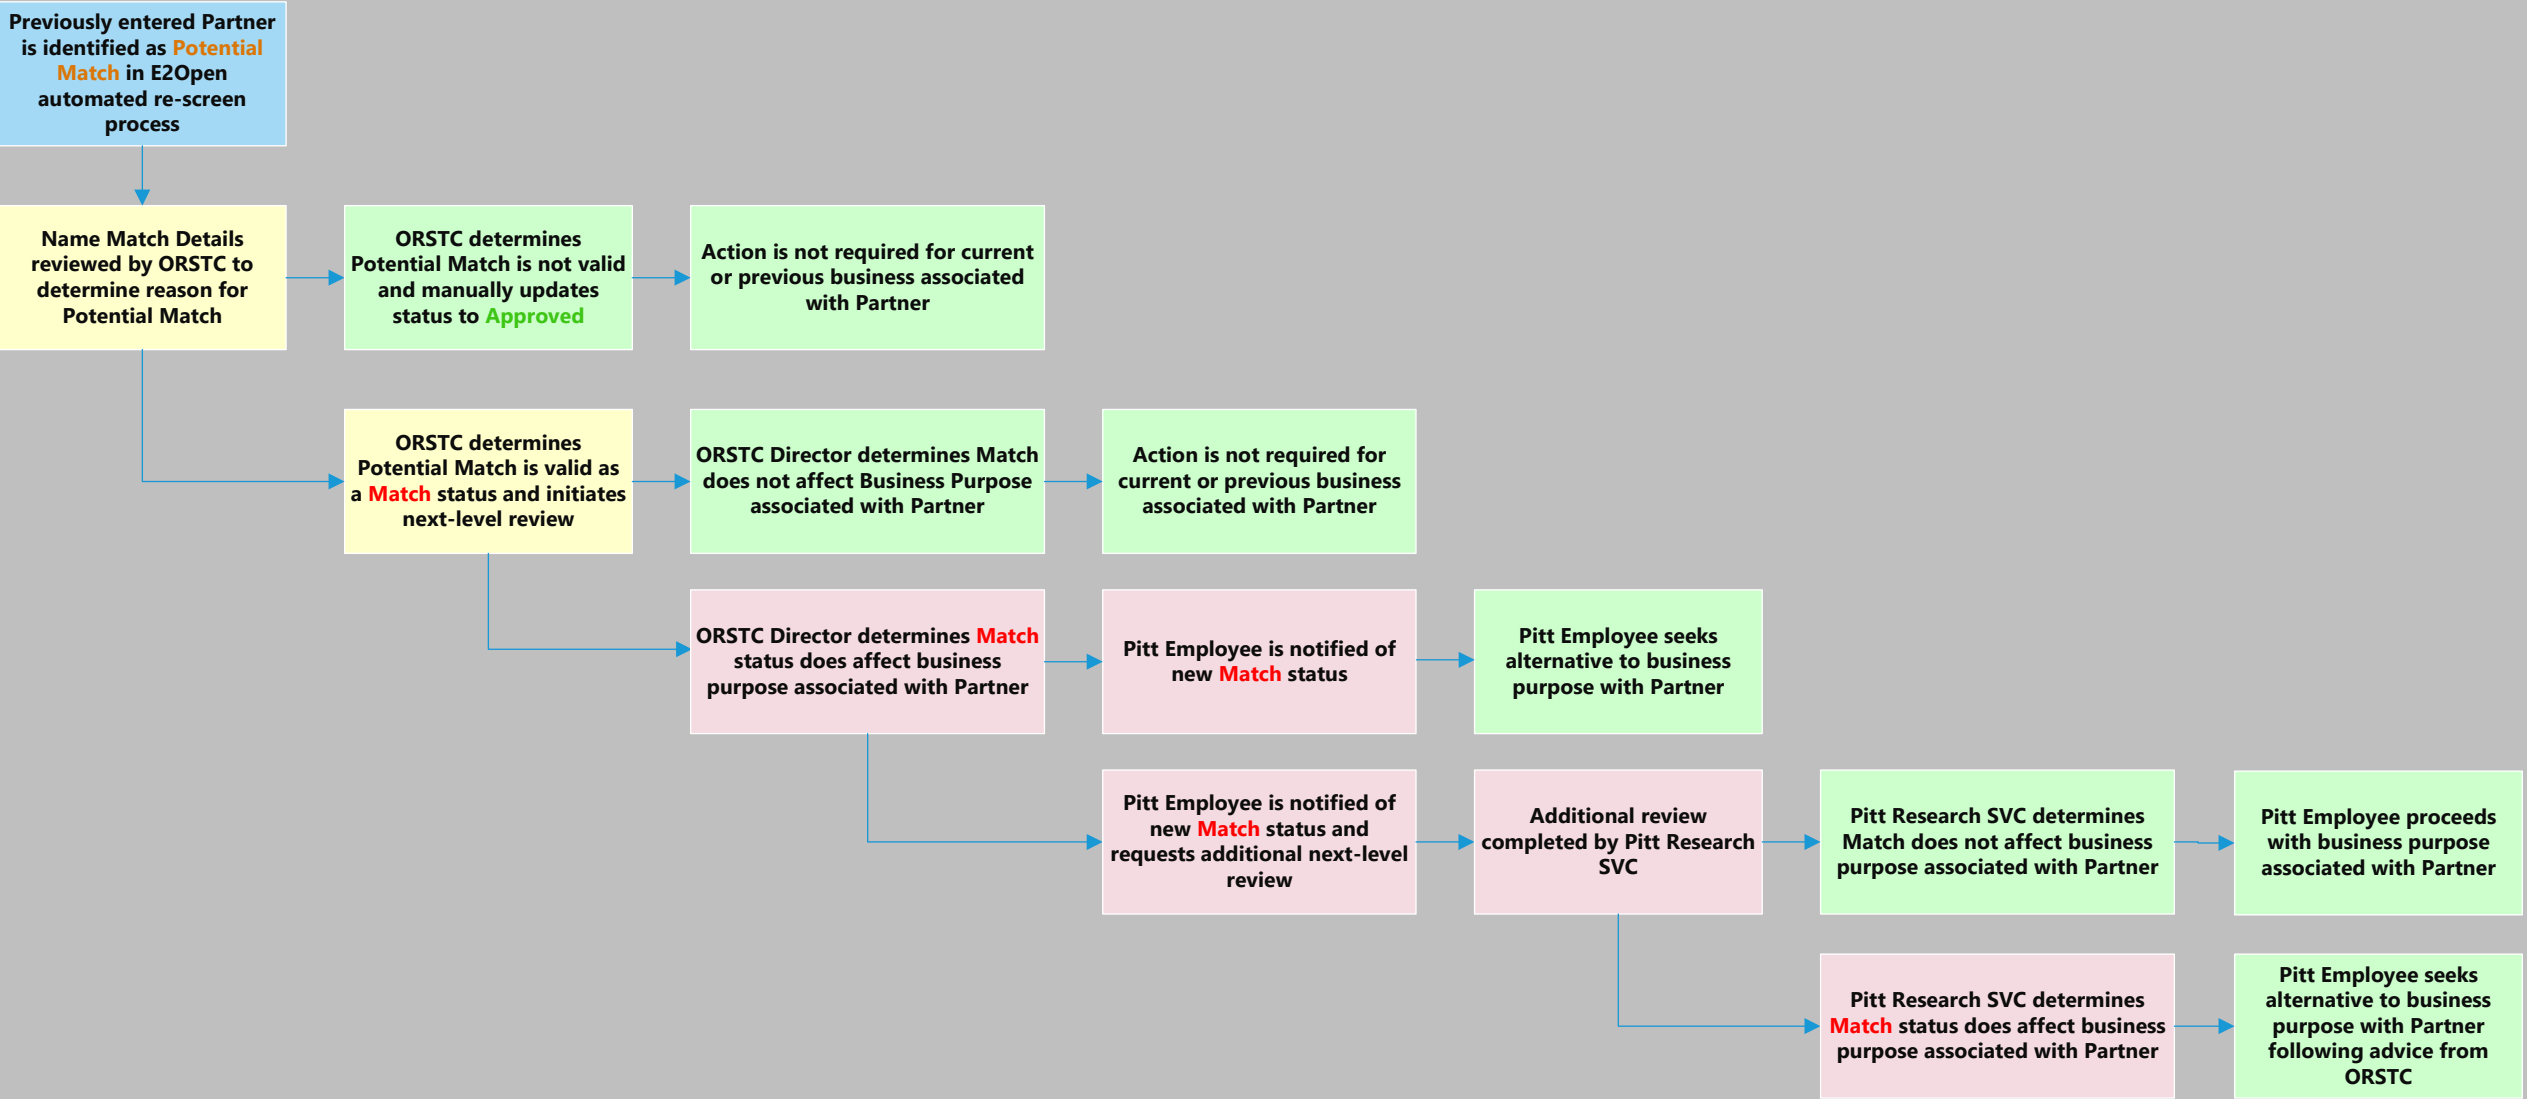 Previously entered Partner
is identified as Potential
Match in E2Open
automated re-screen
process
Name Match Details
reviewed by ORSTC to
determine reason for
Potential Match
ORSTC determines
Potential Match is not valid
and manually updates
status to Approved
Action is not required for current
or previous business associated
with Partner
ORSTC determines
Potential Match is valid as
a Match status and initiates
next-level review
ORSTC Director determines Match
does not affect Business Purpose
associated with Partner
Action is not required for
current or previous business
associated with Partner
ORSTC Director determines Match
status does affect business
purpose associated with Partner
Pitt Employee is notified of
new Match status
Pitt Employee seeks
alternative to business
purpose with Partner
Pitt Employee is notified of
new Match status and
requests additional next-level
review
Additional review
completed by Pitt Research
SVC
Pitt Research SVC determines
Match does not affect business
purpose associated with Partner
Pitt Employee proceeds
with business purpose
associated with Partner
Pitt Research SVC determines
Match status does affect business
purpose associated with Partner
Pitt Employee seeks
alternative to business
purpose with Partner
following advice from
ORSTC